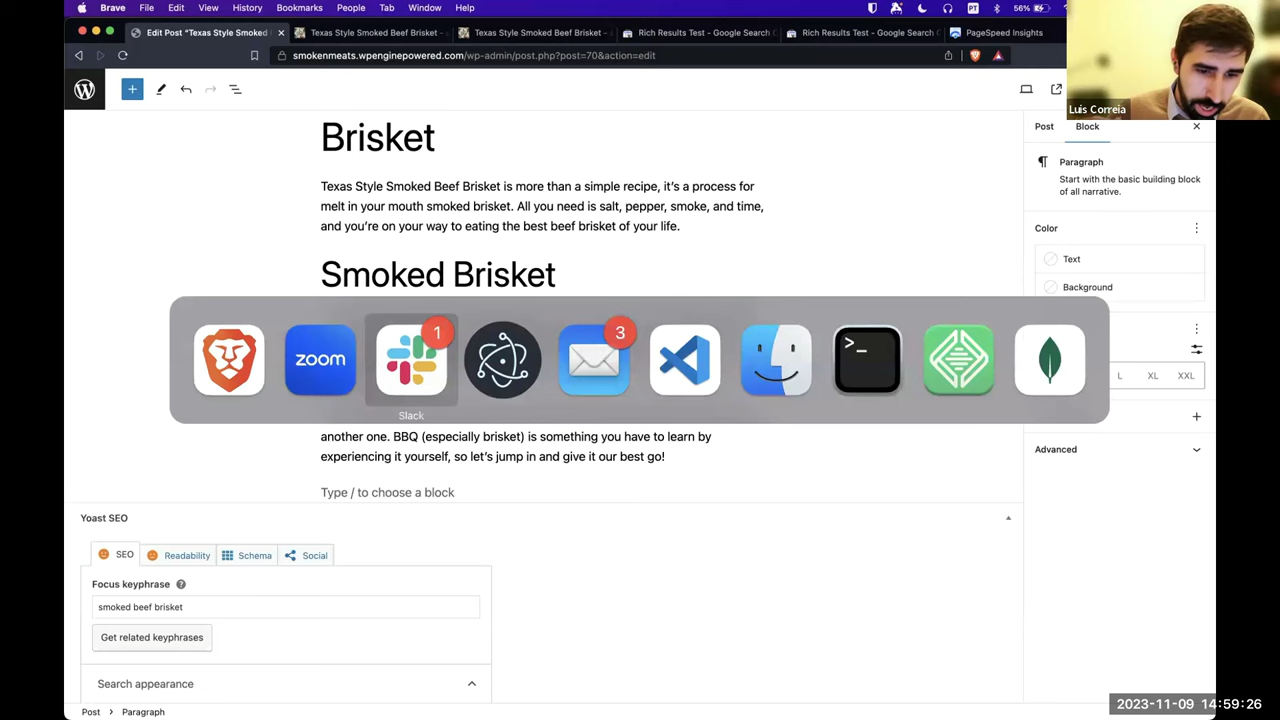 Brave File Edit View History Bookmarks People Tab Window Help
PT 56%
Edit Post "Texas Style Smoked
Texas Style Smoked Beef Brisket -
Texas Style Smoked Beef Brisket -
Rich Results Test - Google Search C
Rich Results Test - Google Search C
PageSpeed Insights
smokenmeats.wpenginepowered.com/wp-admin/post.php?post=70&action=edit
Luis Correia
Brisket
Texas Style Smoked Beef Brisket is more than a simple recipe, it's a process for
melt in your mouth smoked brisket. All you need is salt, pepper, smoke, and time,
and you're on your way to eating the best beef brisket of your life.
Smoked Brisket
zoom
1
3
>_
Slack
another one. BBQ (especially brisket) is something you have to learn by
experiencing it yourself, so let's jump in and give it our best go!
Type / to choose a block
Post Block
Paragraph
Start with the basic building block
of all narrative.
Color
Text
Background
L XL XXL
Advanced
Yoast SEO
SEO Readability Schema Social
Focus keyphrase ?
smoked beef brisket
Get related keyphrases
Search appearance
Post > Paragraph
2023-11-09 14:59:26